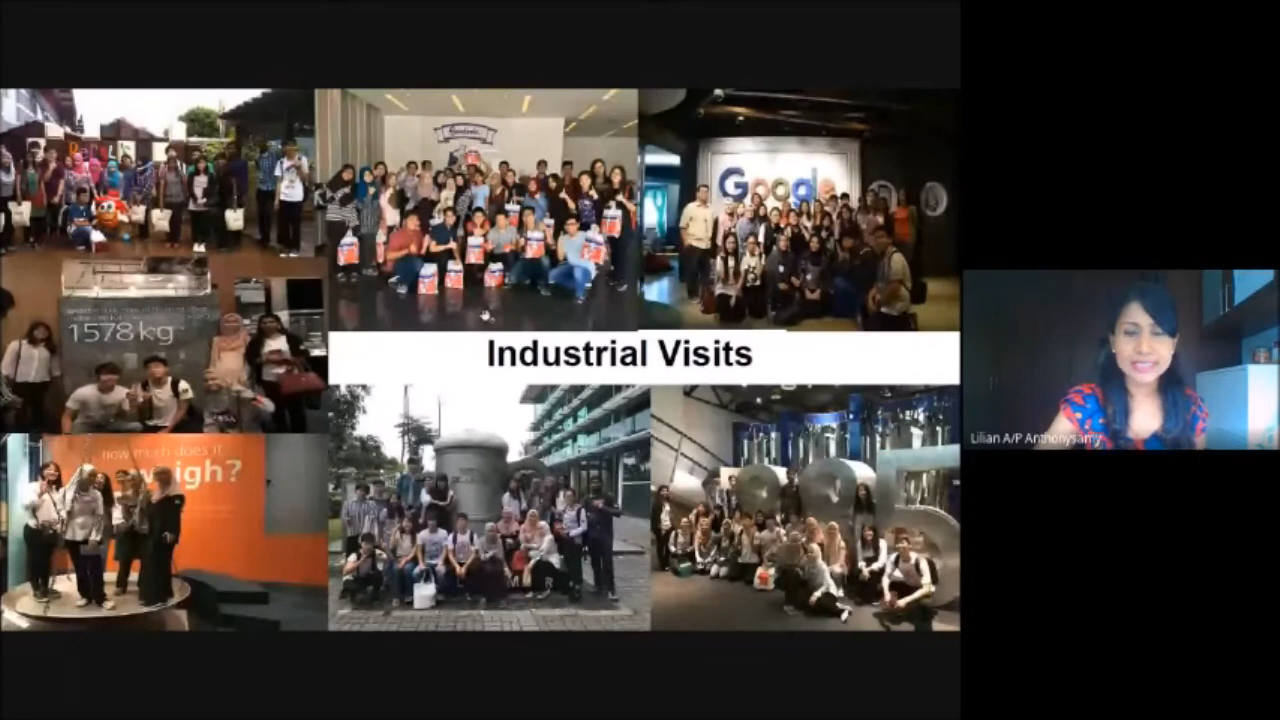 Google
1578 kg
Industrial Visits
how much does it
weigh?
Lilian A/P Anthonysamy